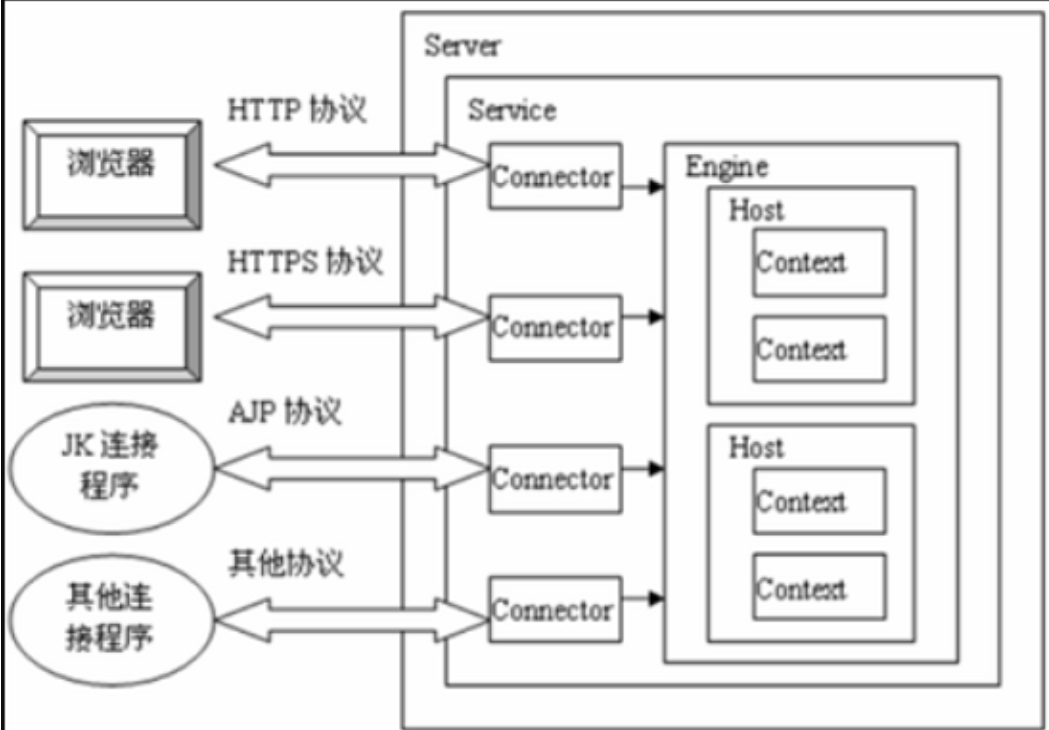 Server
HTTP 协议
Service
浏览器
Connector
Engine
Host
Context
HTTPS 协议
浏览器
Connector
Context
AJP 协议
JK 连接
程序
Connector
Host
Context
其他协议
其他连
接程序
Connector
Context